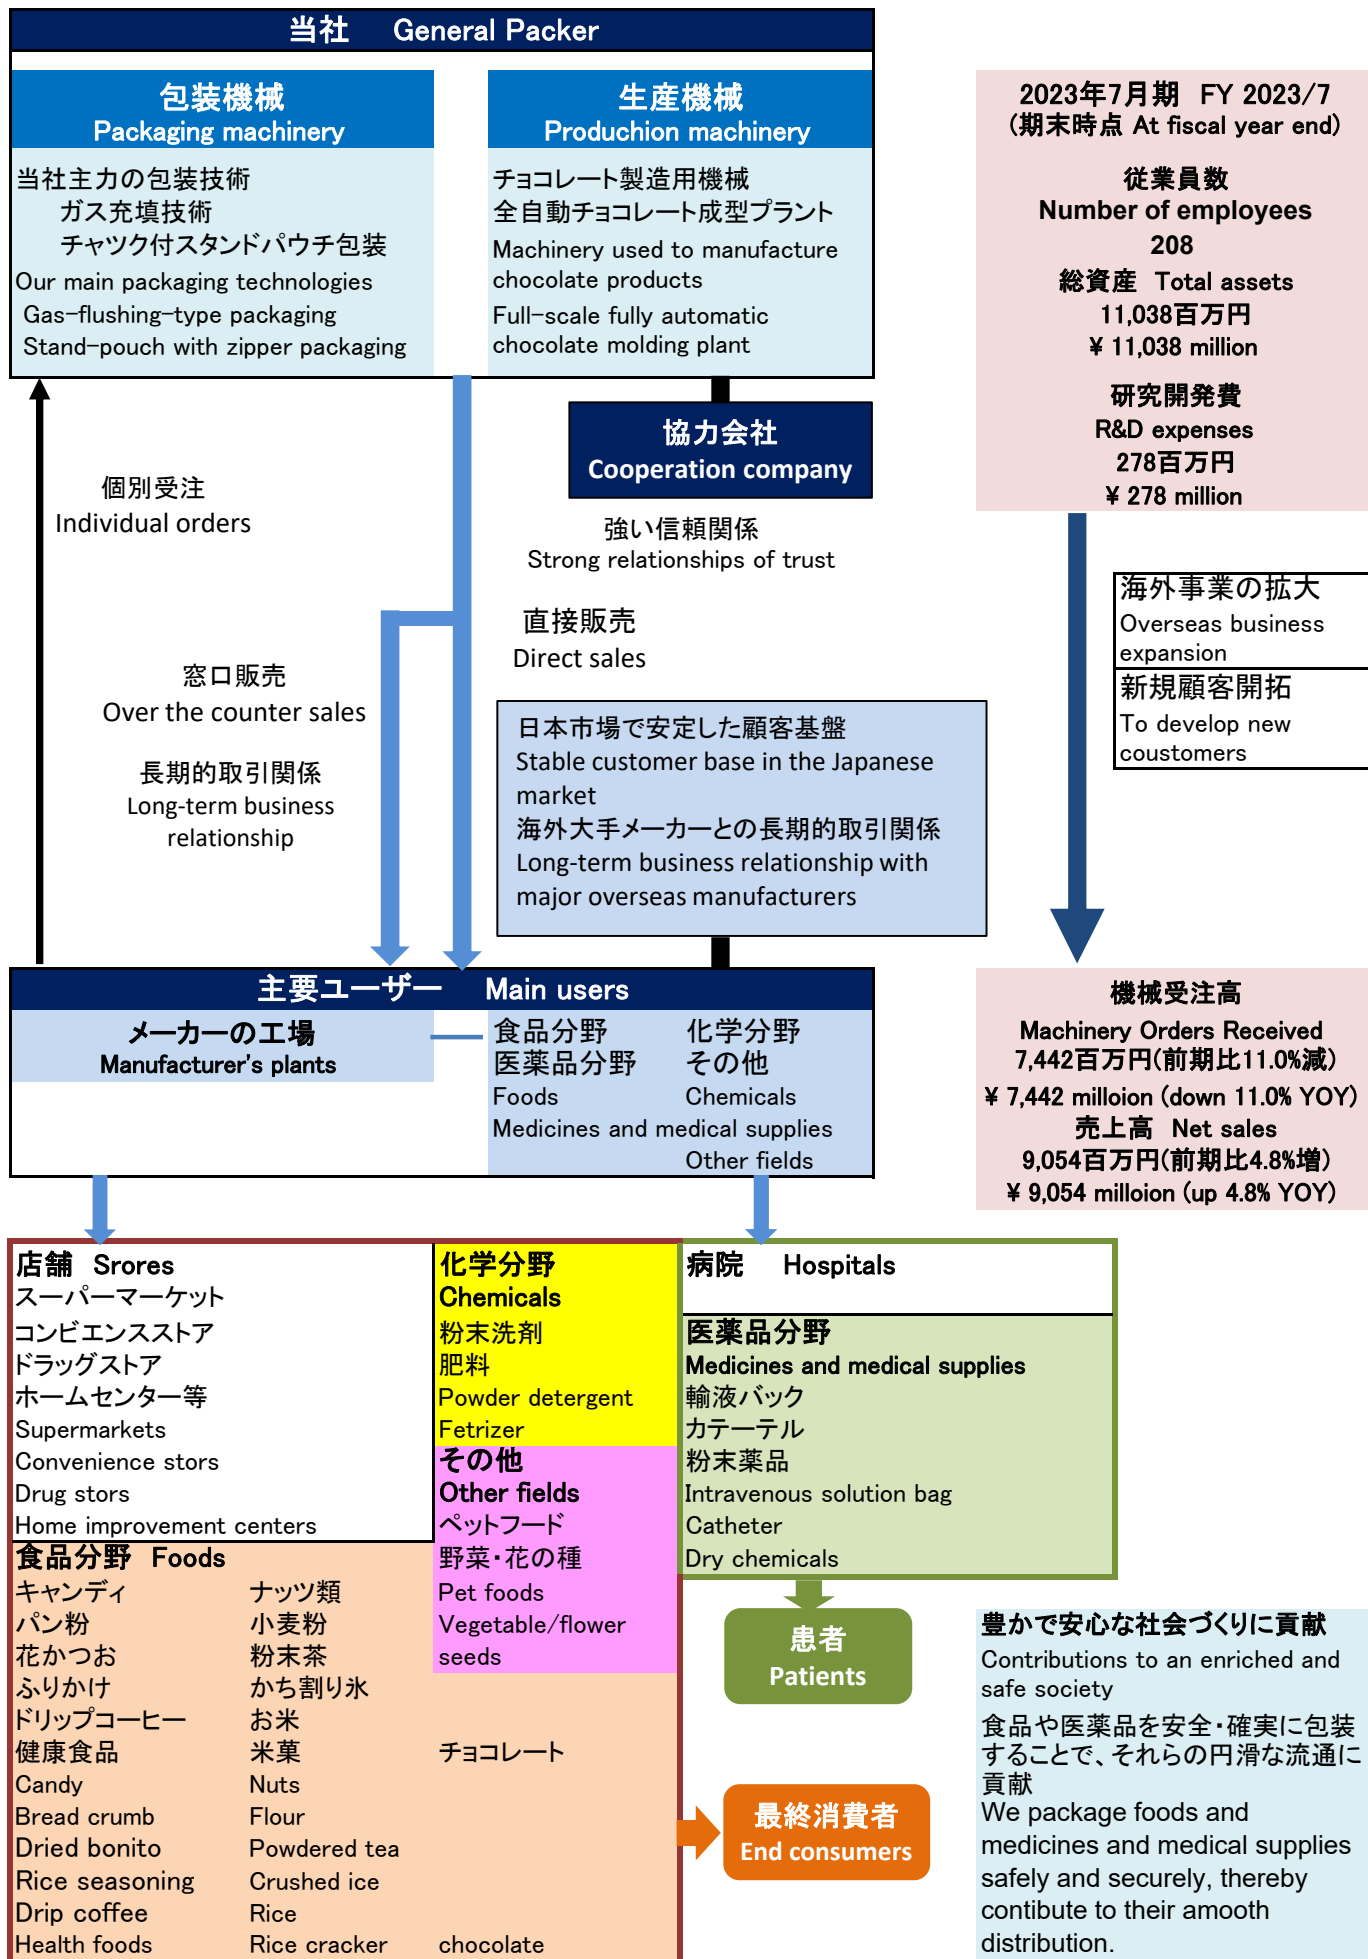 当社 General Packer
包装機械
Packaging machinery
当社主力の包装技術
ガス充填技術
チャツク付スタンドパウチ包装
Our main packaging technologies
Gas-flushing-type packaging
Stand-pouch with zipper packaging
生産機械
Produchion machinery
チョコレート製造用機械
全自動チョコレート成型プラント
Machinery used to manufacture
chocolate products
Full-scale fully automatic
chocolate molding plant
2023年7月期 FY 2023/7
(期末時点 At fiscal year end)
従業員数
Number of employees
208
総資産 Total assets
11,038百万円
¥ 11,038 million
研究開発費
R&D expenses
278百万円
¥ 278 million
協力会社
Cooperation company
個別受注
Individual orders
強い信頼関係
Strong relationships of trust
直接販売
Direct sales
窓口販売
Over the counter sales
長期的取引関係
Long-term business
relationship
海外事業の拡大
Overseas business
expansion
新規顧客開拓
To develop new
coustomers
日本市場で安定した顧客基盤
Stable customer base in the Japanese
market
海外大手メーカーとの長期的取引関係
Long-term business relationship with
major overseas manufacturers
主要ユーザー Main users
メーカーの工場
Manufacturer's plants
食品分野 化学分野
医薬品分野 その他
Foods Chemicals
Medicines and medical supplies
Other fields
機械受注高
Machinery Orders Received
7,442百万円(前期比11.0%減)
¥ 7,442 milloion (down 11.0% YOY)
売上高 Net sales
9,054百万円(前期比4.8%増)
¥ 9,054 milloion (up 4.8% YOY)
店舗 Srores
スーパーマーケット
コンビエンスストア
ドラッグストア
ホームセンター等
Supermarkets
Convenience stors
Drug stors
Home improvement centers
化学分野
Chemicals
粉末洗剤
肥料
Powder detergent
Fetrizer
その他
Other fields
ペットフード
野菜・花の種
Pet foods
Vegetable/flower
seeds
病院 Hospitals
医薬品分野
Medicines and medical supplies
輸液バック
カテーテル
粉末薬品
Intravenous solution bag
Catheter
Dry chemicals
食品分野 Foods
キャンディ ナッツ類
パン粉 小麦粉
花かつお 粉末茶
ふりかけ かち割り氷
ドリップコーヒー お米
健康食品 米菓 チョコレート
Candy Nuts
Bread crumb Flour
Dried bonito Powdered tea
Rice seasoning Crushed ice
Drip coffee Rice
Health foods Rice cracker chocolate
患者
Patients
最終消費者
End consumers
豊かで安心な社会づくりに貢献
Contributions to an enriched and
safe society
食品や医薬品を安全・確実に包装
することで、それらの円滑な流通に
貢献
We package foods and
medicines and medical supplies
safely and securely, thereby
contibute to their amooth
distribution.